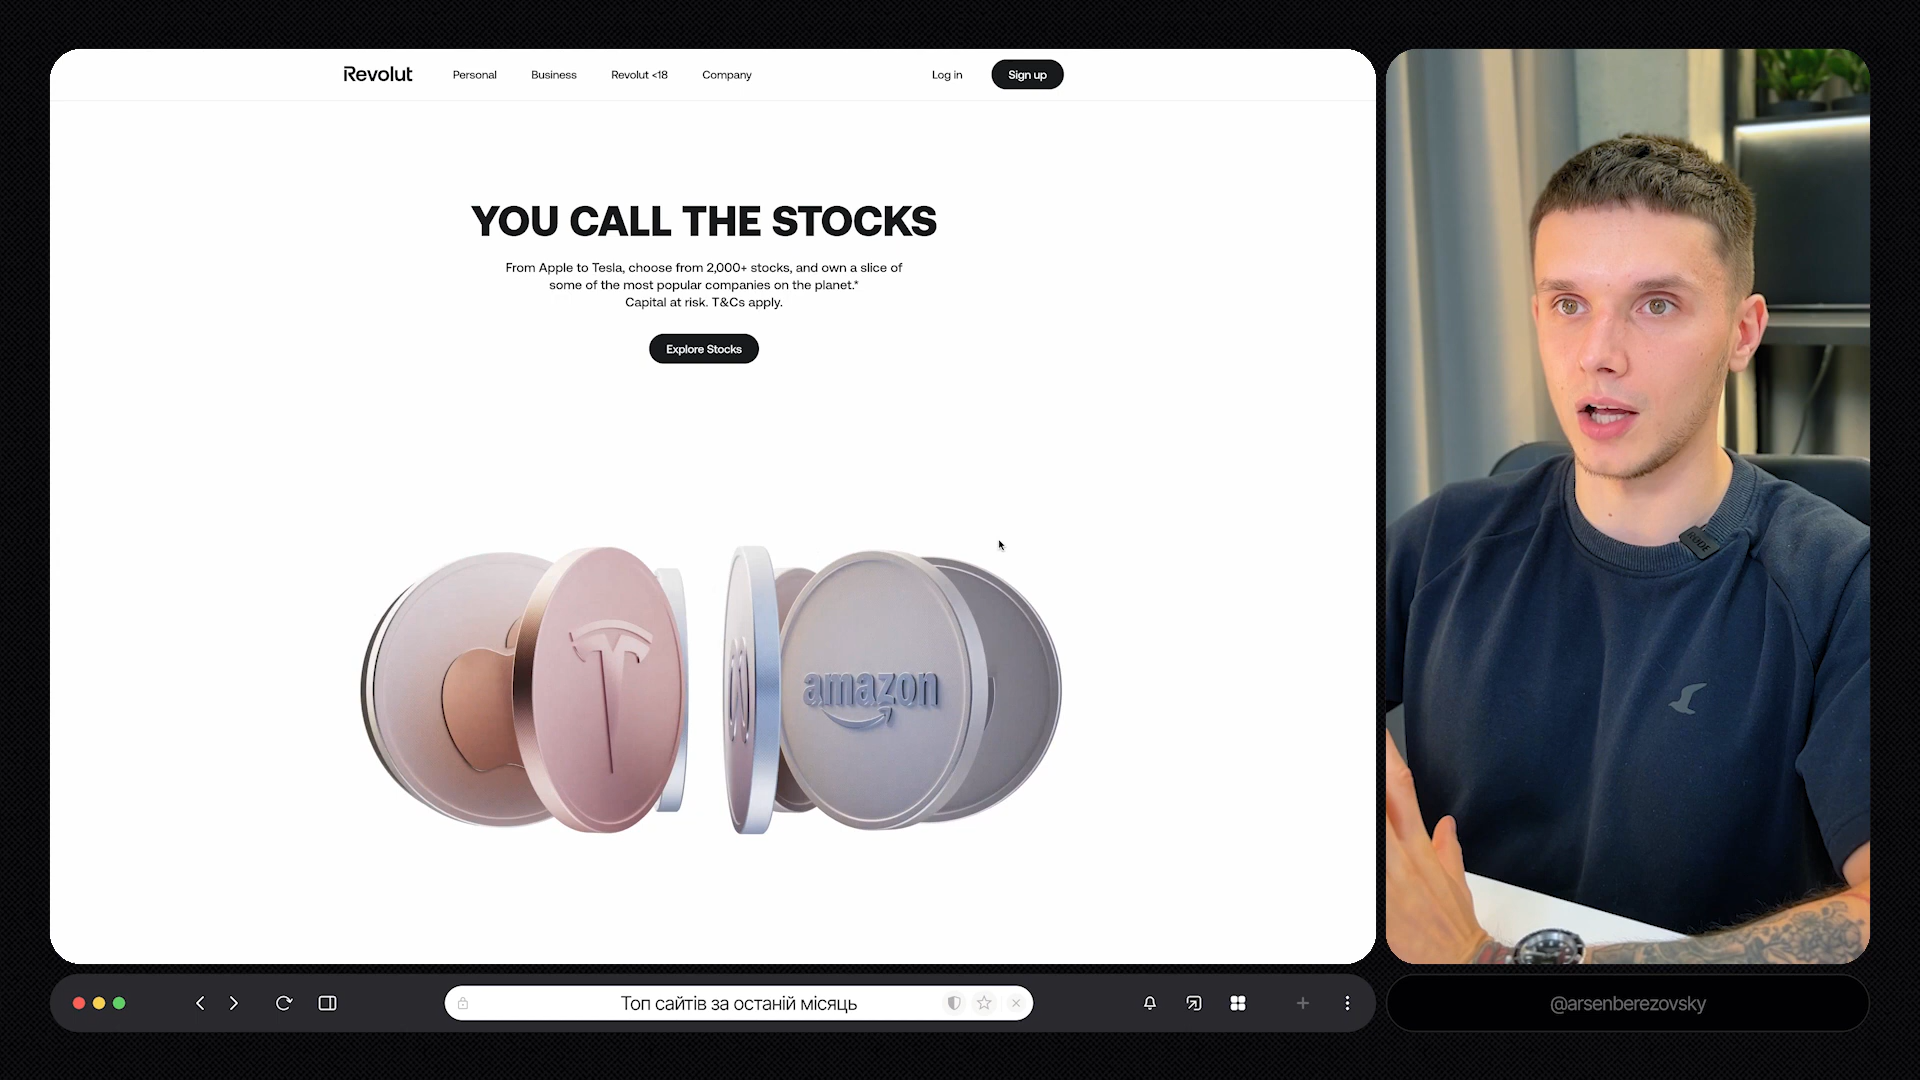 Revolut
Personal
Business
Revolut <18
Company
Log in
Sign up
YOU CALL THE STOCKS
From Apple to Tesla, choose from 2,000+ stocks, and own a slice of
some of the most popular companies on the planet.*
Capital at risk. T&Cs apply.
Explore Stocks
amazon
RODE
Топ сайтів за останій місяць
@arsenberezovsky